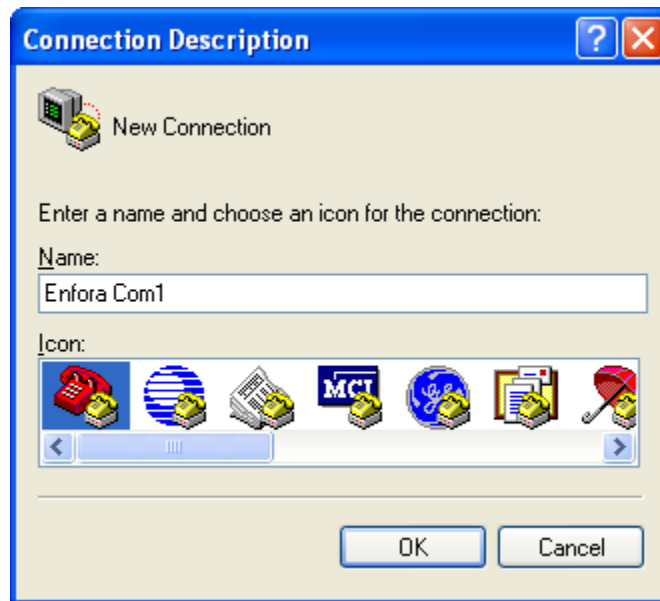 Connection Description
New Connection
Enter a name and choose an icon for the connection:
Name:
Enfora Com1
Icon:
MCI
OK
Cancel